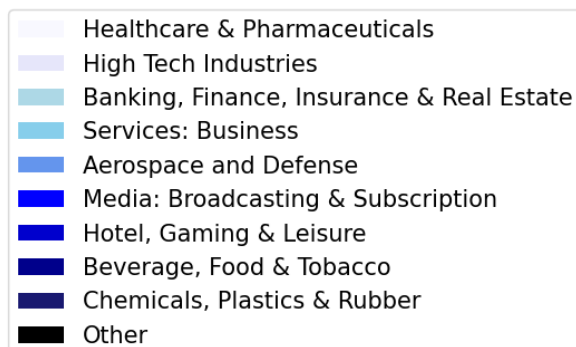 Healthcare & Pharmaceuticals
High Tech Industries
Banking, Finance, Insurance & Real Estate
Services: Business
Aerospace and Defense
Media: Broadcasting & Subscription
Hotel, Gaming & Leisure
Beverage, Food & Tobacco
Chemicals, Plastics & Rubber
Other